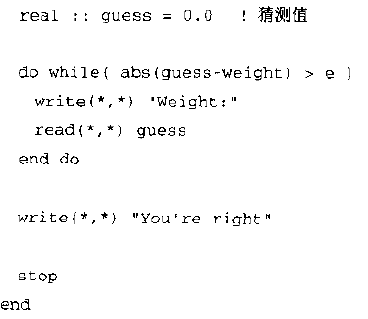 real :: guess = 0.0 ! 猜测值
do while( abs(guess-weight) > e )
write(*,*) "Weight:"
read(*,*) guess
end do
write(*,*) "You're right"
stop
end